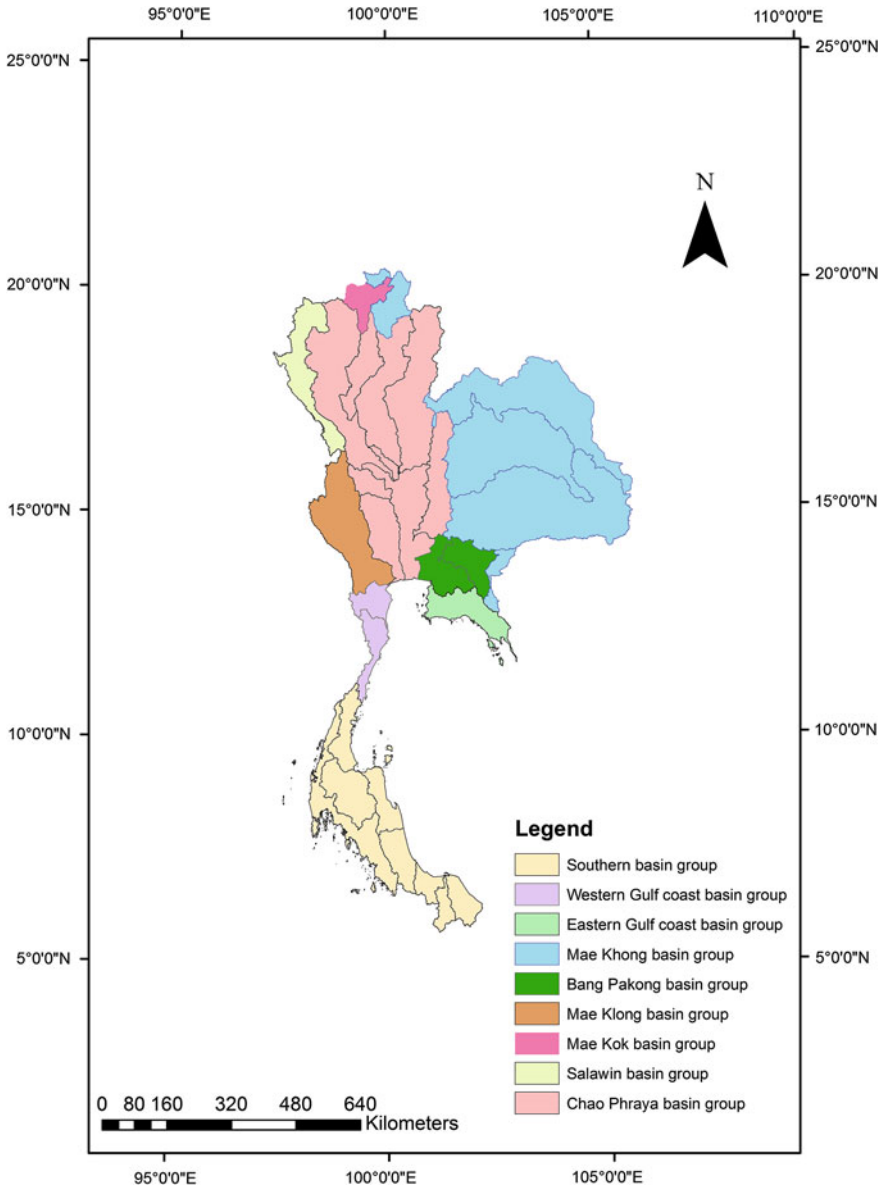 95°0'0"E 100°0'0"E 105°0'0"E 110°0'0"E
25°0'0"N 25°0'0"N
N
20°0'0"N 20°0'0"N
15°0'0"N 15°0'0"N
10°0'0"N 10°0'0"N
Legend
Southern basin group
Western Gulf coast basin group
Eastern Gulf coast basin group
5°0'0"N 5°0'0"N
Mae Khong basin group
Bang Pakong basin group
Mae Klong basin group
Mae Kok basin group
Salawin basin group
Chao Phraya basin group
0 80 160 320 480 640
Kilometers
95°0'0"E 100°0'0"E 105°0'0"E